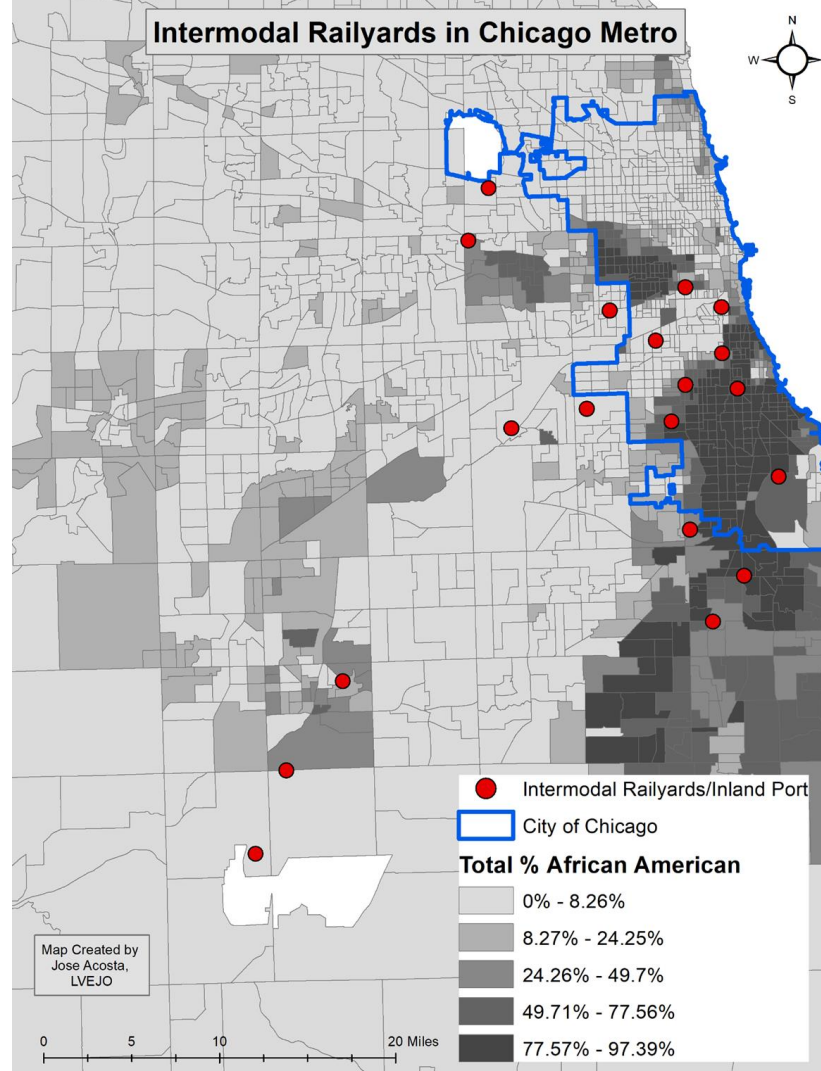 Intermodal Railyards in Chicago Metro
N
W E
S
Intermodal Railyards/Inland Port
City of Chicago
Total % African American
0% - 8.26%
8.27% - 24.25%
24.26% - 49.7%
49.71% - 77.56%
77.57% - 97.39%
Map Created by
Jose Acosta,
LVEJO
0 5 10 20 Miles